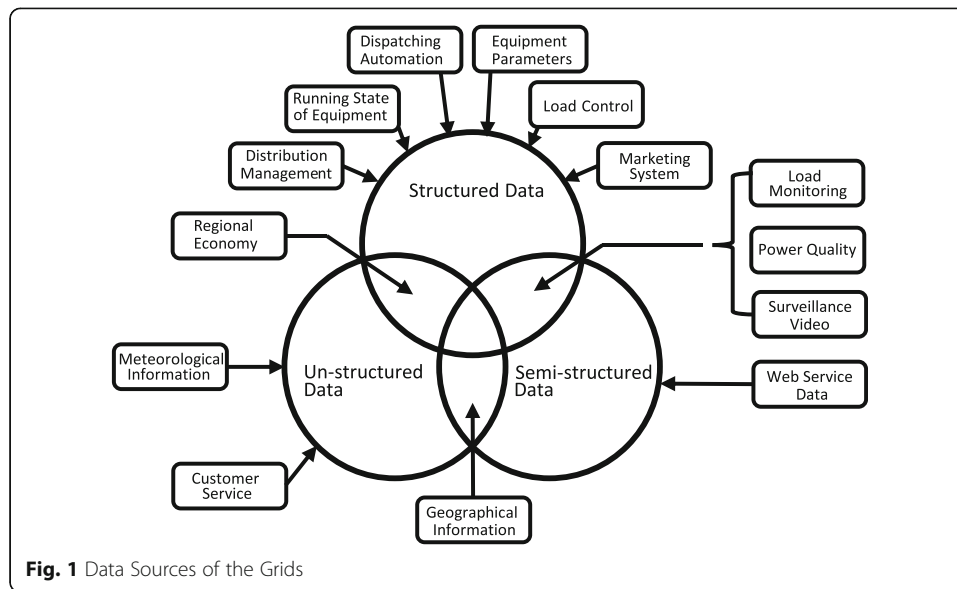 Dispatching
Automation
Equipment
Parameters
Running State
of Equipment
Load Control
Distribution
Management
Marketing
System
Structured Data
Load
Monitoring
Regional
Economy
Power Quality
Surveillance
Video
Meteorological
Information
Un-structured
Data
Semi-structured
Data
Web Service
Data
Customer
Service
Geographical
Information
Fig. 1 Data Sources of the Grids